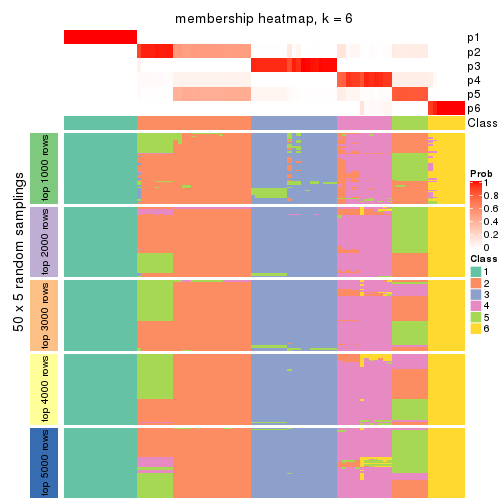 membership heatmap, k = 6
p1
p2
p3
p4
p5
p6
Class
50 x 5 random samplings
top 1000 rows
top 2000 rows
top 3000 rows
top 4000 rows
top 5000 rows
Prob
1
0.8
0.6
0.4
0.2
0
Class
1
2
3
4
5
6